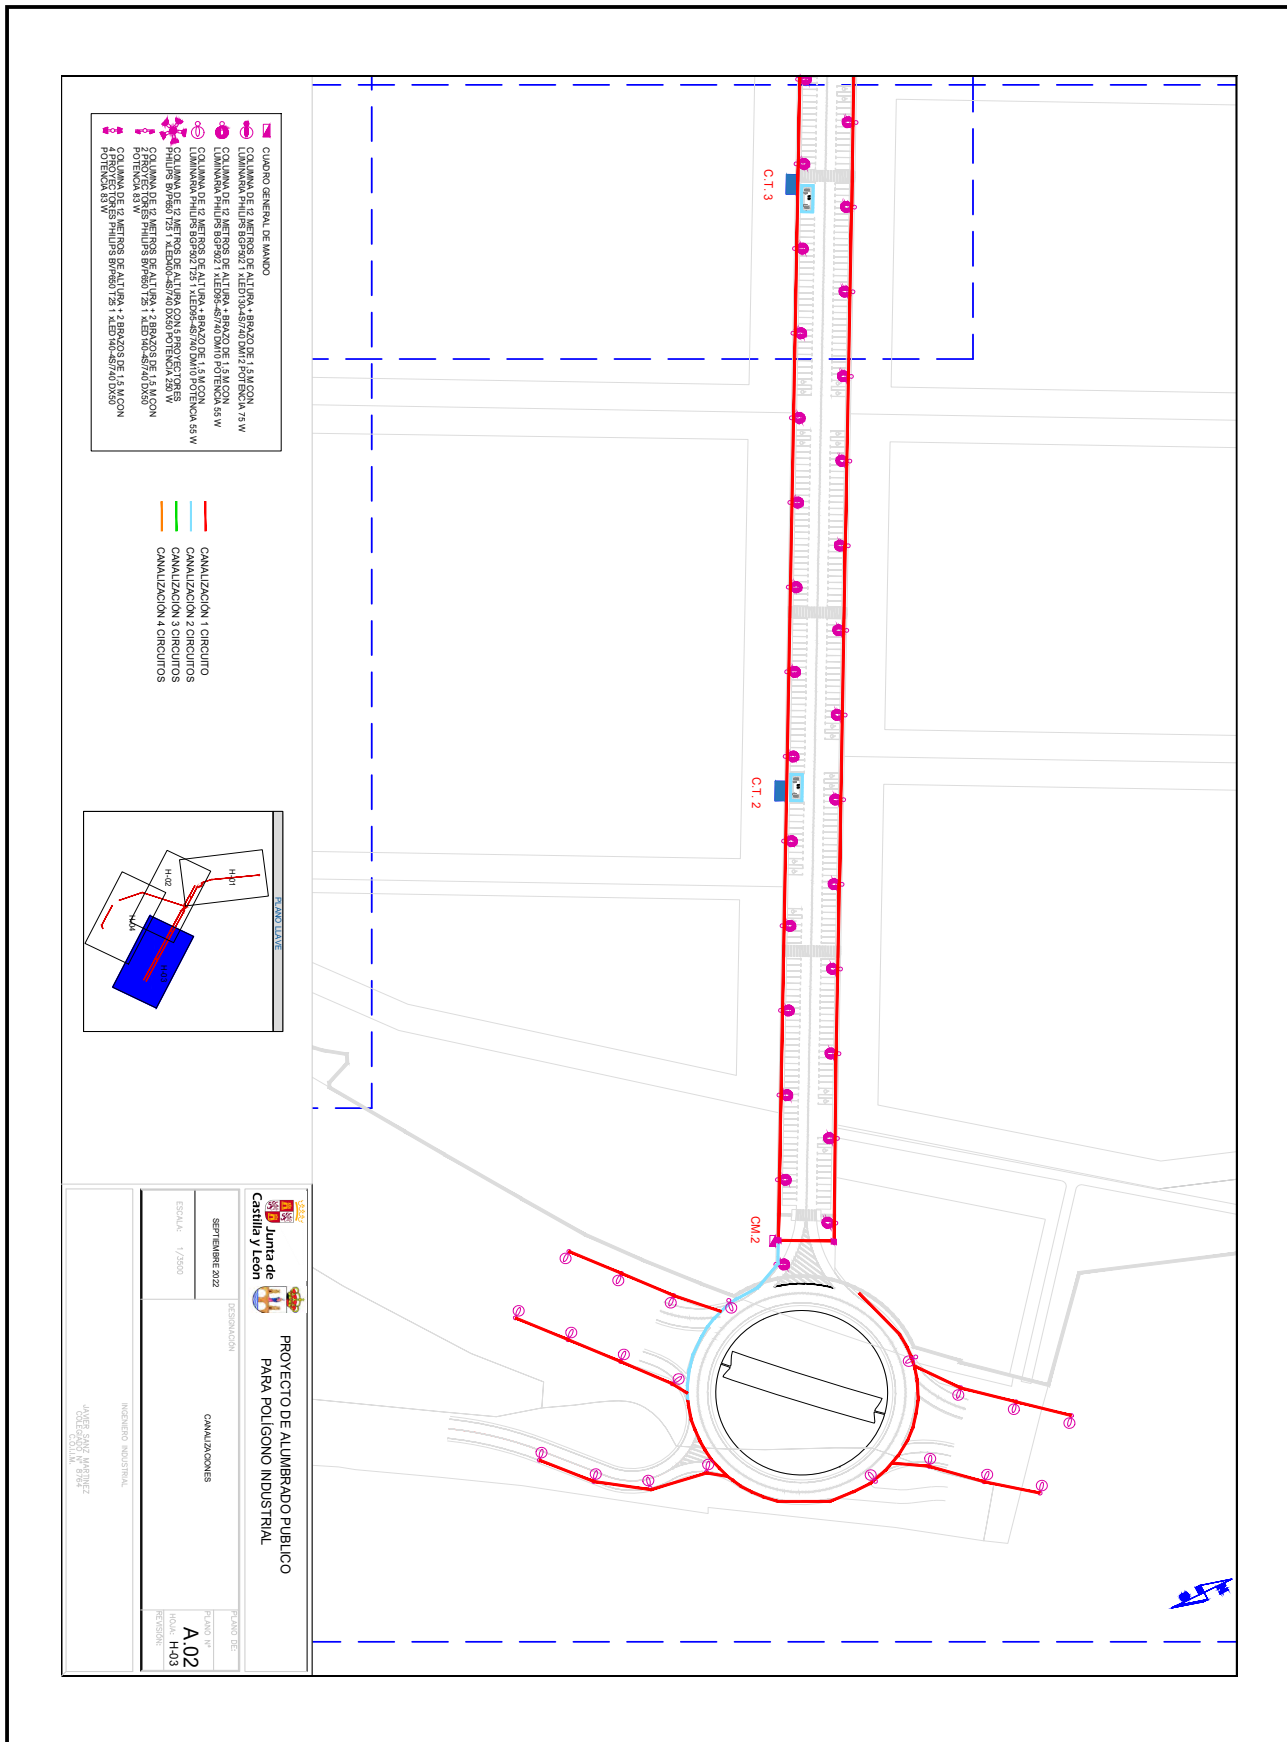 CUADRO GENERAL DE MANDO
COLUMNA DE 12 METROS DE ALTURA + BRAZO DE 1,5 M CON
LUMINARIA PHILIPS BGP502 1 xLED130-4S/740 DM12 POTENCIA 75 W
COLUMNA DE 12 METROS DE ALTURA + BRAZO DE 1,5 M CON
LUMINARIA PHILIPS BGP502 1 xLED95-4S/740 DM10 POTENCIA 55 W
COLUMNA DE 12 METROS DE ALTURA + BRAZO DE 1,5 M CON
LUMINARIA PHILIPS BGP502 T25 1 xLED95-4S/740 DM10 POTENCIA 55 W
COLUMNA DE 12 METROS DE ALTURA CON 5 PROYECTORES
PHILIPS BVP650 T25 1 xLED400-4S/740 DX50 POTENCIA 250 W
COLUMNA DE 12 METROS DE ALTURA + 2 BRAZOS DE 1,5 M CON
2 PROYECTORES PHILIPS BVP650 T25 1 xLED140-4S/740 DX50
POTENCIA 83 W
COLUMNA DE 12 METROS DE ALTURA + 2 BRAZOS DE 1,5 M CON
4 PROYECTORES PHILIPS BVP650 T25 1 xLED140-4S/740 DX50
POTENCIA 83 W
CANALIZACIÓN 1 CIRCUITO
CANALIZACIÓN 2 CIRCUITOS
CANALIZACIÓN 3 CIRCUITOS
CANALIZACIÓN 4 CIRCUITOS
PLANO LLAVE
H-01
H-02
H-04
H-03
C.T. 3
C.T. 2
CM.2
Junta de
Castilla y León
PROYECTO DE ALUMBRADO PUBLICO
PARA POLÍGONO INDUSTRIAL
SEPTIEMBRE 2022
ESCALA: 1/3500
DESIGNACIÓN
CANALIZACIONES
PLANO DE:
PLANO Nº
A.02
HOJA: H-03
REVISIÓN:
INGENIERO INDUSTRIAL
JAVIER SANZ MARTINEZ
COLEGIADO Nº 8764
C.O.I.I.M.